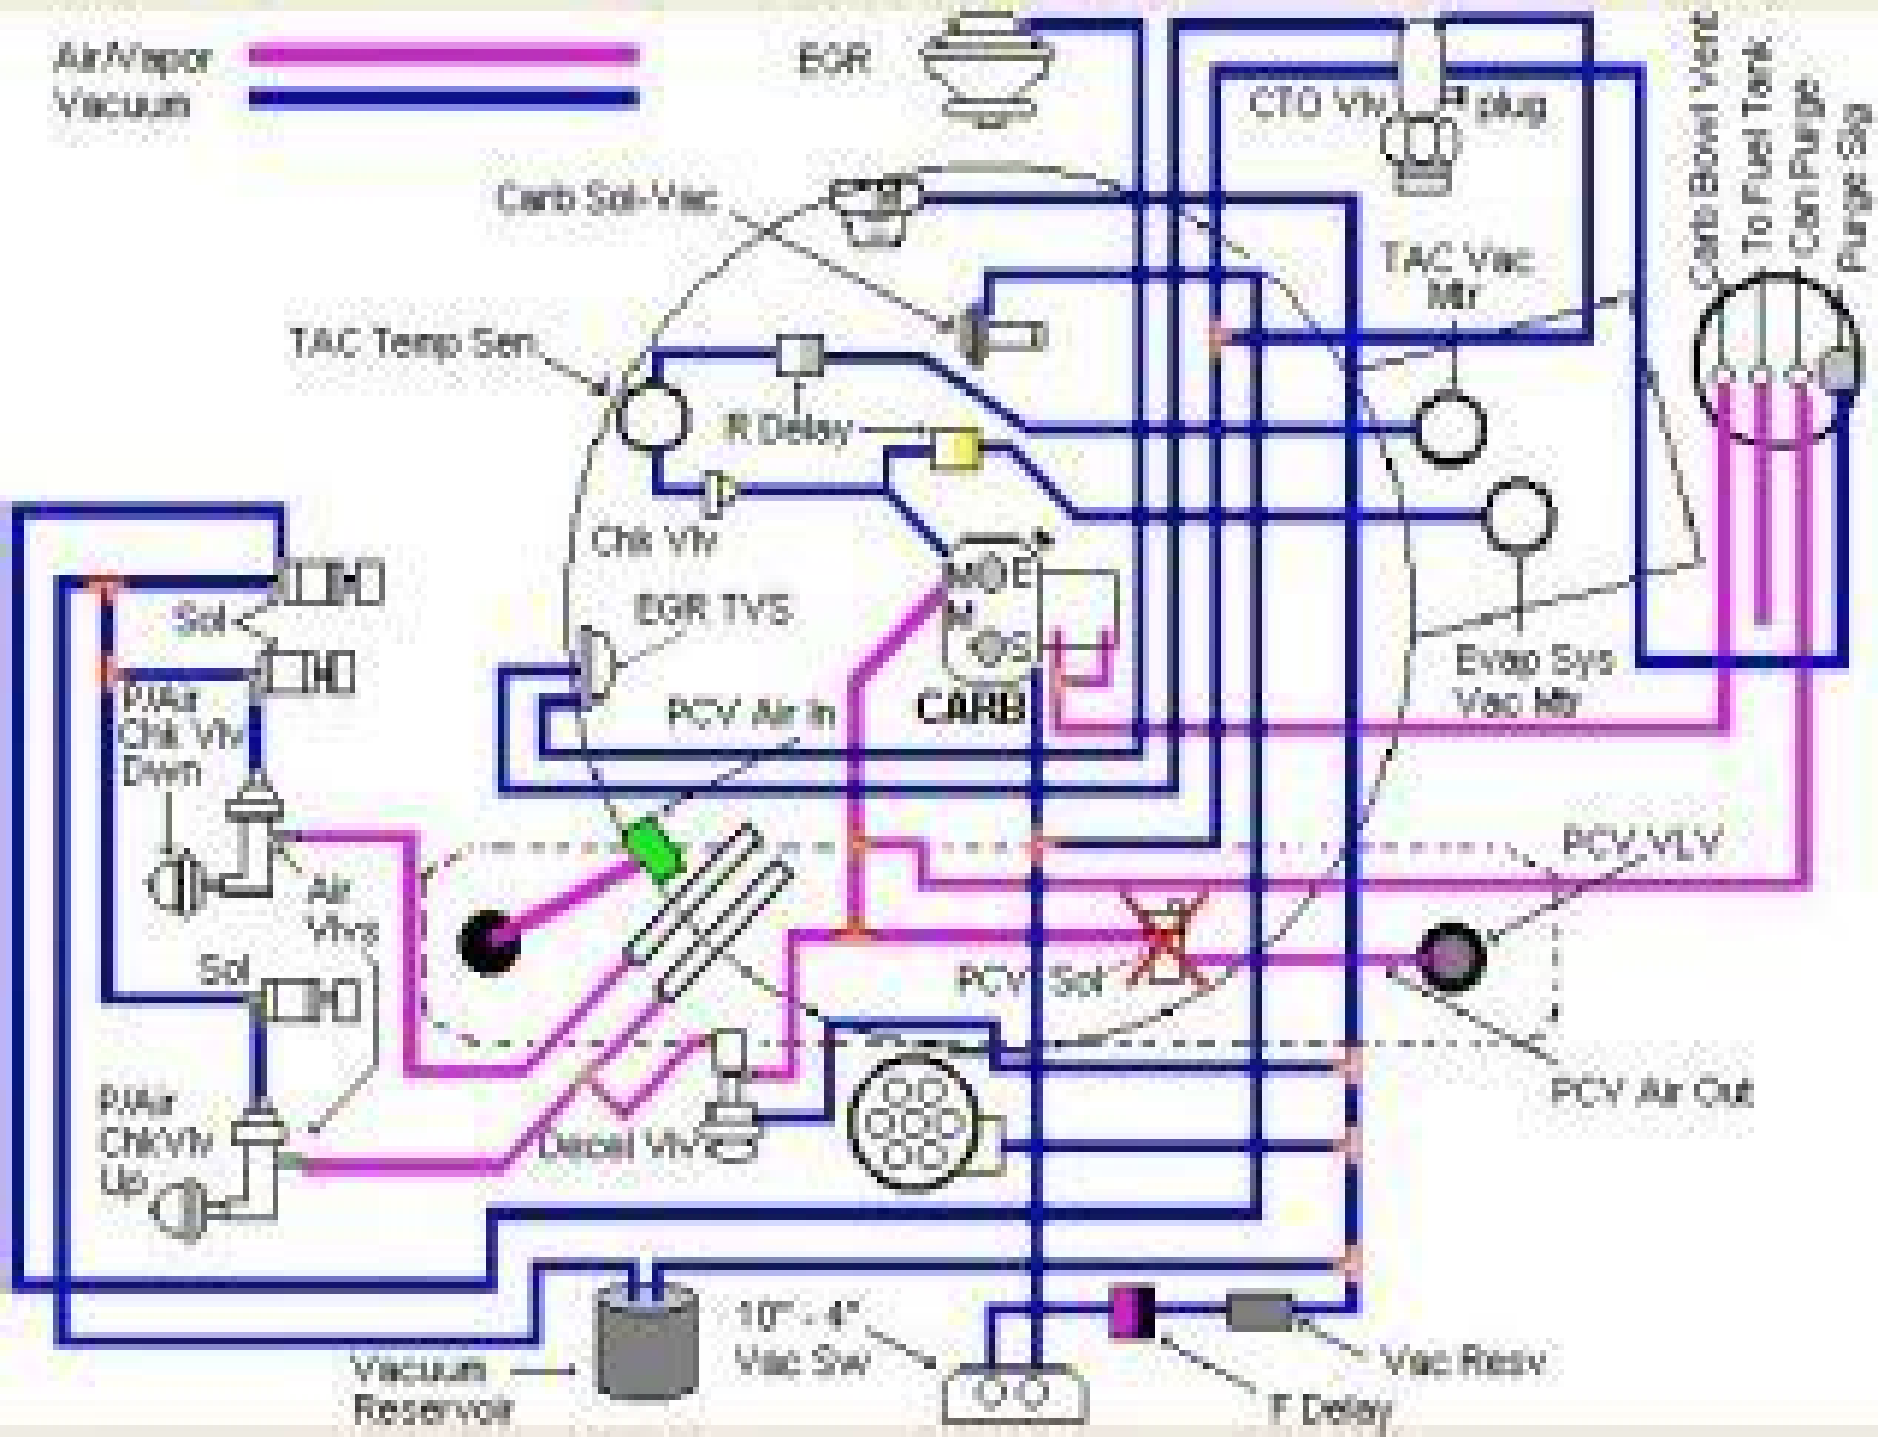 Air/Vapor
Vacuum
EGR
CTO Vlv
plug
Carb Bowl Vent
To Fuel Tank
Can Purge
Purge Sig
Carb Sol-Vac
TAC Vac
Mtr
TAC Temp Sen
R Delay
Chk Vlv
M E
M
S
CARB
EGR TVS
Sol
Evap Sys
Vac Mtr
PCV Air In
P/Air
Chk Vlv
Dwn
PCV VLV
Air
Vlvs
Sol
PCV Sol
P/Air
Chk Vlv
Up
Decel Vlv
PCV Air Out
10" - 4"
Vac Sw
Vacuum
Reservoir
Vac Resv
F Delay